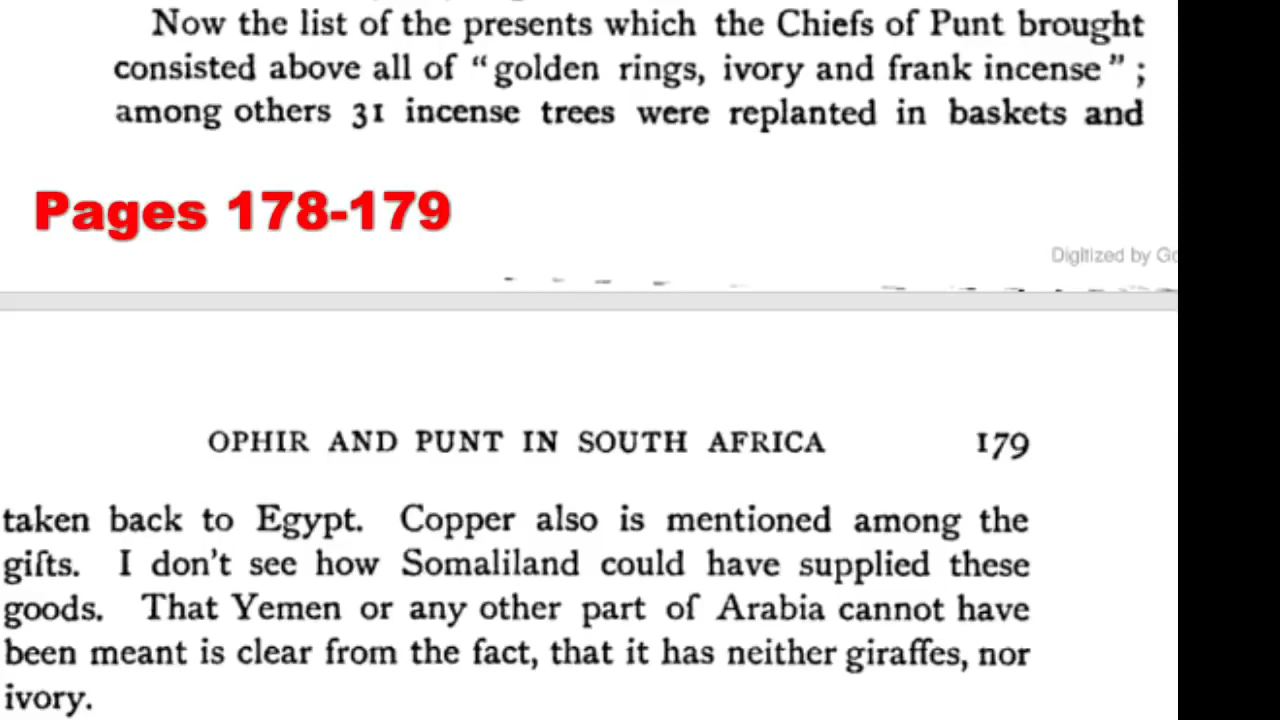 Now the list of the presents which the Chiefs of Punt brought
consisted above all of “golden rings, ivory and frank incense” ;
among others 31 incense trees were replanted in baskets and
Pages 178-179
Digitized by Go
OPHIR AND PUNT IN SOUTH AFRICA 179
taken back to Egypt. Copper also is mentioned among the
gifts. I don't see how Somaliland could have supplied these
goods. That Yemen or any other part of Arabia cannot have
been meant is clear from the fact, that it has neither giraffes, nor
ivory.